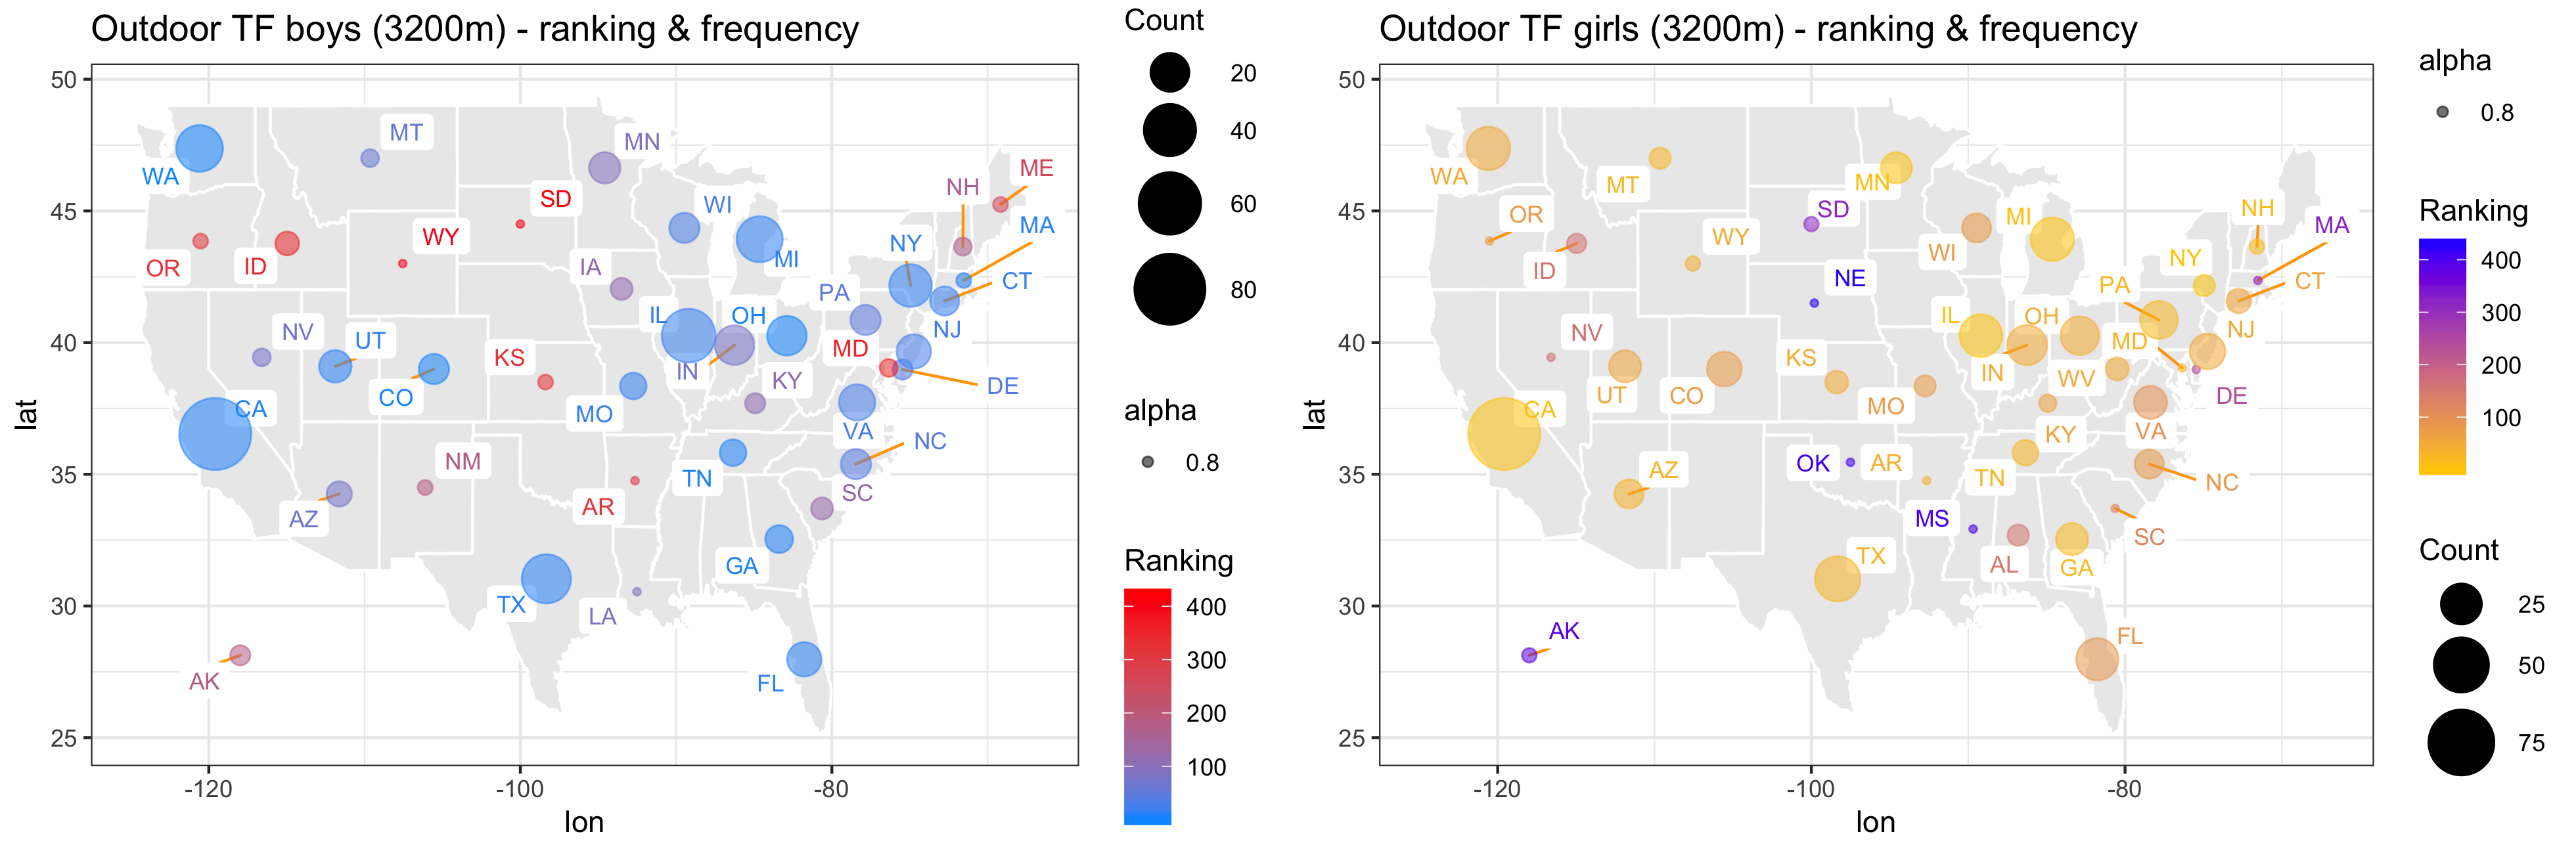 Outdoor TF boys (3200m) - ranking & frequency
50
45
40
35
30
25
lat
-120
-100
-80
lon
WA
MT
MN
SD
WI
NH
ME
MA
OR
ID
WY
IA
MI
NY
CT
PA
NV
UT
IL
OH
NJ
KS
MD
IN
KY
DE
CO
CA
MO
VA
NC
NM
TN
SC
AZ
AR
GA
TX
LA
AK
FL
Count
20
40
60
80
alpha
0.8
Ranking
400
300
200
100
Outdoor TF girls (3200m) - ranking & frequency
50
45
40
35
30
25
lat
-120
-100
-80
lon
WA
MT
MN
OR
SD
MI
NH
MA
ID
WY
WI
NY
NE
PA
CT
NV
IL
OH
NJ
KS
IN
MD
WV
UT
CO
MO
DE
CA
KY
VA
AZ
OK
AR
TN
NC
MS
SC
TX
AL
GA
AK
FL
alpha
0.8
Ranking
400
300
200
100
Count
25
50
75